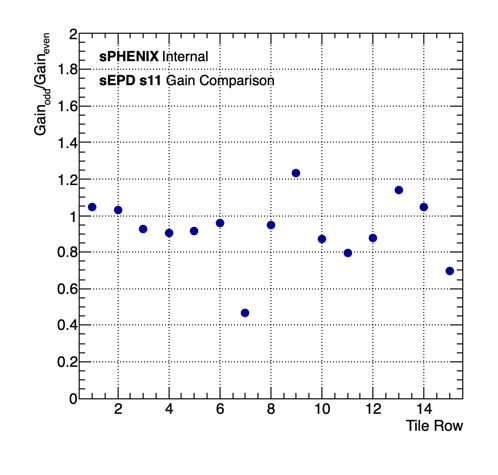 Gain_odd/Gain_even
2
1.8
1.6
1.4
1.2
1
0.8
0.6
0.4
0.2
0
sPHENIX Internal
sEPD s11 Gain Comparison
2 4 6 8 10 12 14
Tile Row